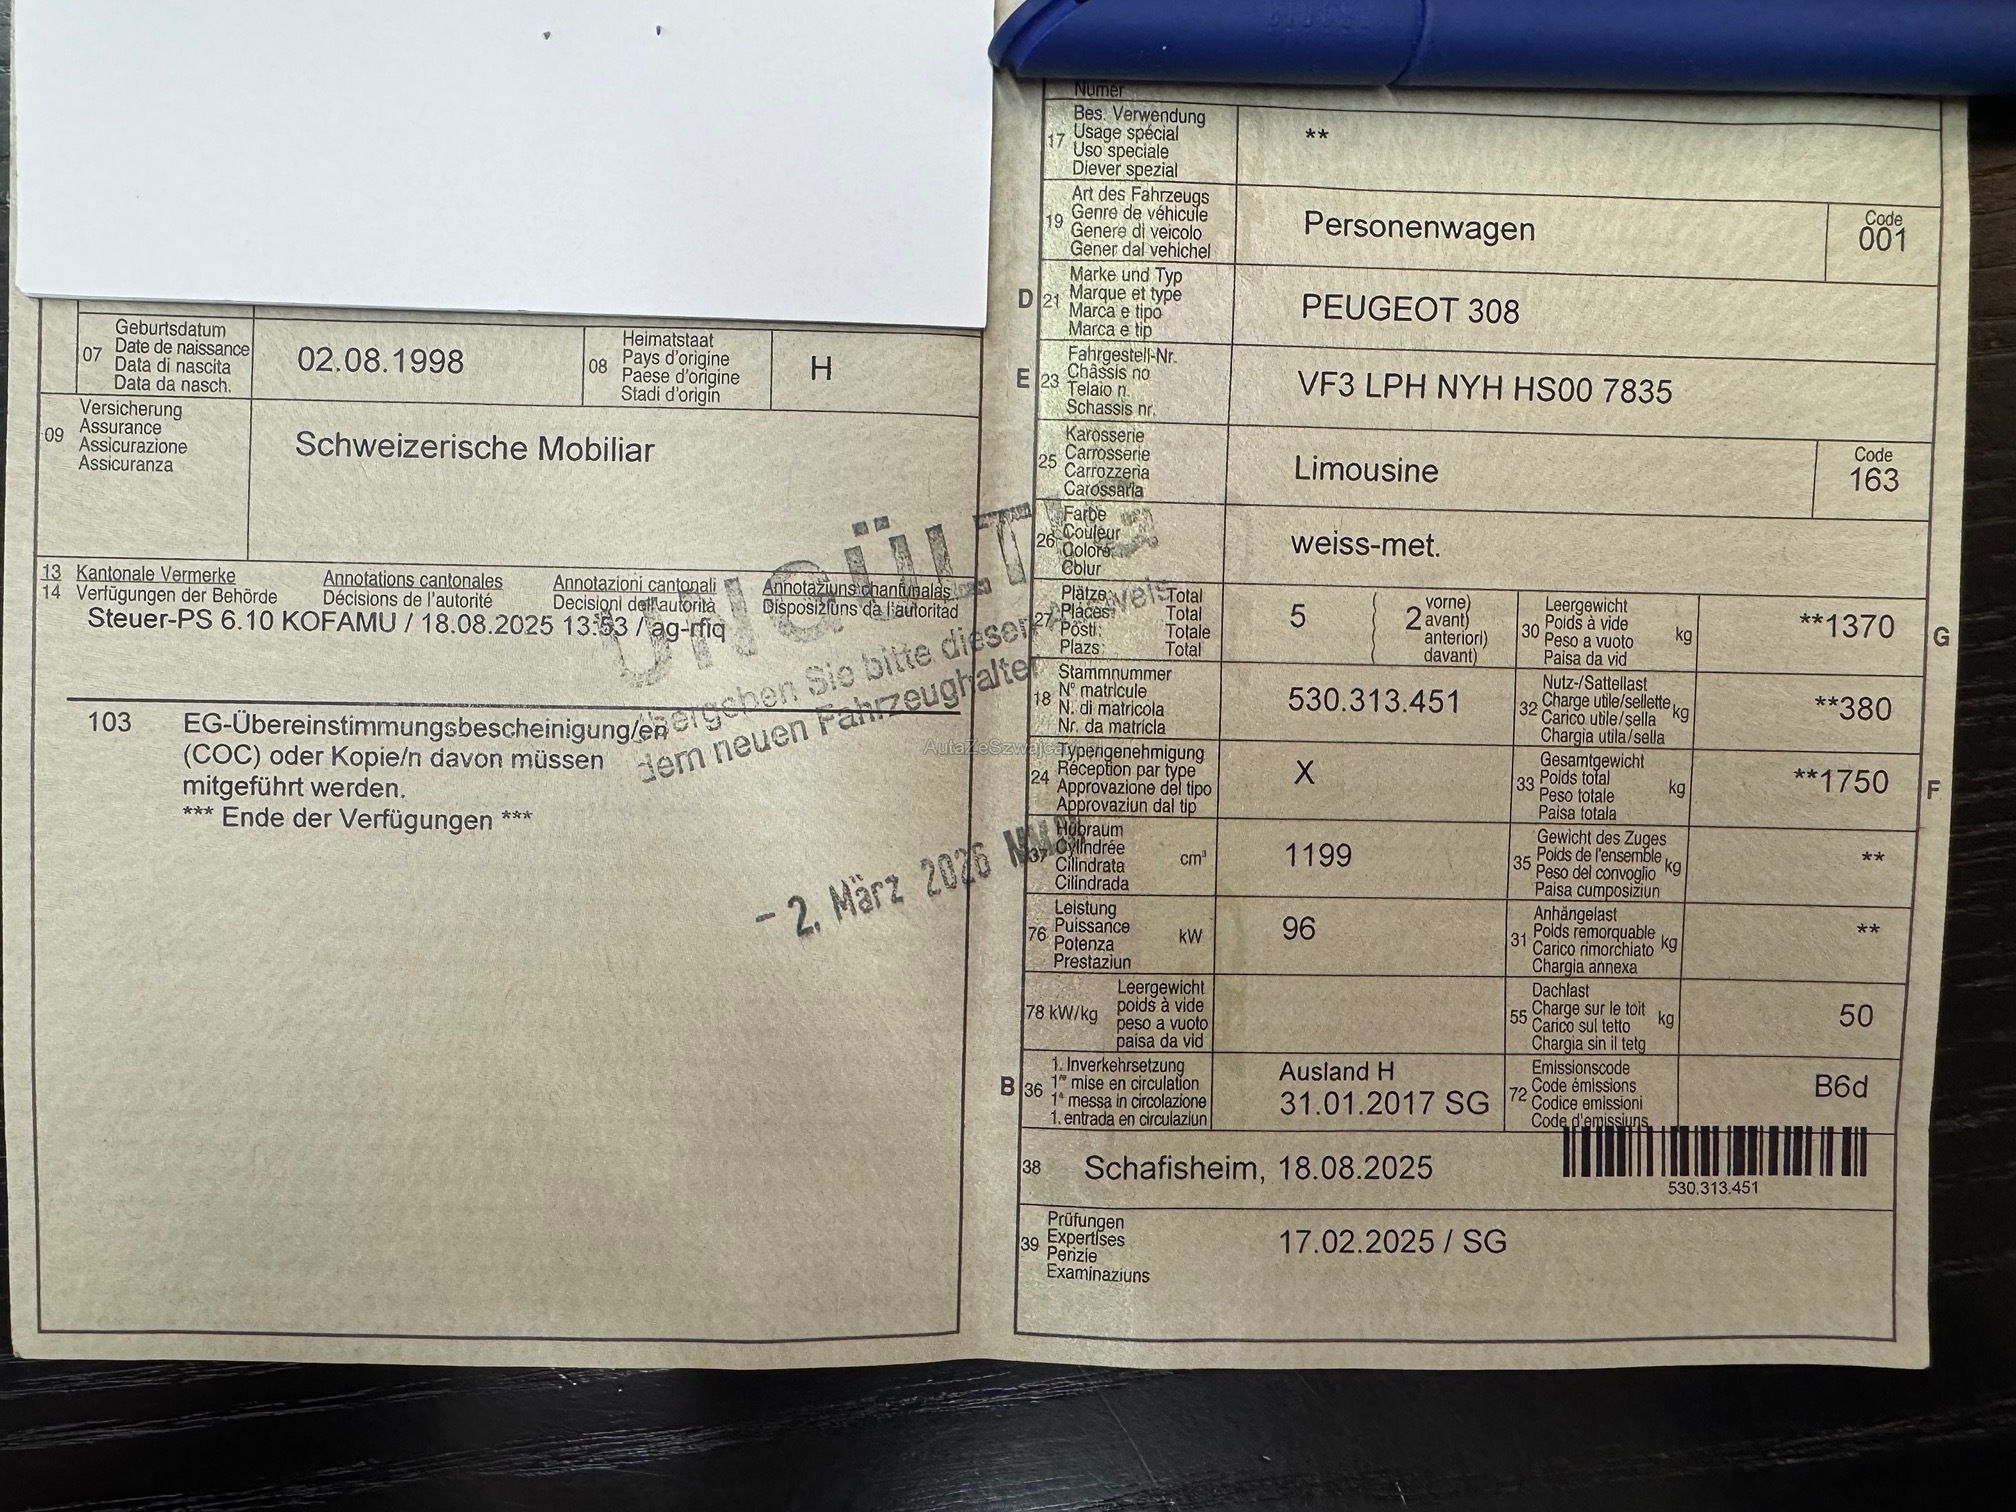 07
Geburtsdatum
Date de naissance
Data di nascita
Data da nasch.
02.08.1998
08
Heimatstaat
Pays d'origine
Paese d'origine
Stadi d'origin
H
09
Versicherung
Assurance
Assicurazione
Assicuranza
Schweizerische Mobiliar
13 Kantonale Vermerke Annotations cantonales Annotazioni cantonali Annotaziuns chantunalas
14 Verfügungen der Behörde Décisions de l'autorité Decisioni dell'autorità Disposiziuns da l'autoritad
Steuer-PS 6.10 KOFAMU / 18.08.2025 13:53 / ag-rfiq
103 EG-Übereinstimmungsbescheinigung/en
(COC) oder Kopie/n davon müssen
mitgeführt werden.
*** Ende der Verfügungen ***
UNGÜLTIG
Übergeben Sie bitte diesen Ausweis
dem neuen Fahrzeughalter
- 2. März 2026
AutaZeSzwajcarii
Numer
17
Bes. Verwendung
Usage spécial
Uso speciale
Diever spezial
**
19
Art des Fahrzeugs
Genre de véhicule
Genere di veicolo
Gener dal vehichel
Personenwagen
Code
001
D 21
Marke und Typ
Marque et type
Marca e tipo
Marca e tip
PEUGEOT 308
E 23
Fahrgestell-Nr.
Châssis no
Telaio n.
Schassis nr.
VF3 LPH NYH HS00 7835
25
Karosserie
Carrosserie
Carrozzeria
Carossaria
Limousine
Code
163
26
Farbe
Couleur
Colore
Colur
weiss-met.
27
Plätze: Total
Places: Total
Posti: Totale
Plazs: Total
5
2
vorne)
avant)
anteriori)
davant)
30
Leergewicht
Poids à vide
Peso a vuoto
Paisa da vid
kg
**1370
G
18
Stammnummer
N° matricule
N. di matricola
Nr. da matricla
530.313.451
32
Nutz-/Sattellast
Charge utile/sellette
Carico utile/sella
Chargia utila/sella
kg
**380
24
Typengenehmigung
Réception par type
Approvazione del tipo
Approvaziun dal tip
X
33
Gesamtgewicht
Poids total
Peso totale
Paisa totala
kg
**1750
F
37
Hubraum
Cylindrée
Cilindrata
Cilindrada
cm³
1199
35
Gewicht des Zuges
Poids de l'ensemble
Peso del convoglio
Paisa cumposiziun
kg
**
76
Leistung
Puissance
Potenza
Prestaziun
kW
96
31
Anhängelast
Poids remorquable
Carico rimorchiato
Chargia annexa
kg
**
78 kW/kg
Leergewicht
poids à vide
peso a vuoto
paisa da vid
55
Dachlast
Charge sur le toit
Carico sul tetto
Chargia sin il tetg
kg
50
B 36
1. Inverkehrsetzung
1re mise en circulation
1a messa in circolazione
1. entrada en circulaziun
Ausland H
31.01.2017 SG
72
Emissionscode
Code émissions
Codice emissioni
Code d'emissiuns
B6d
38
Schafisheim, 18.08.2025
530.313.451
39
Prüfungen
Expertises
Perizie
Examinaziuns
17.02.2025 / SG